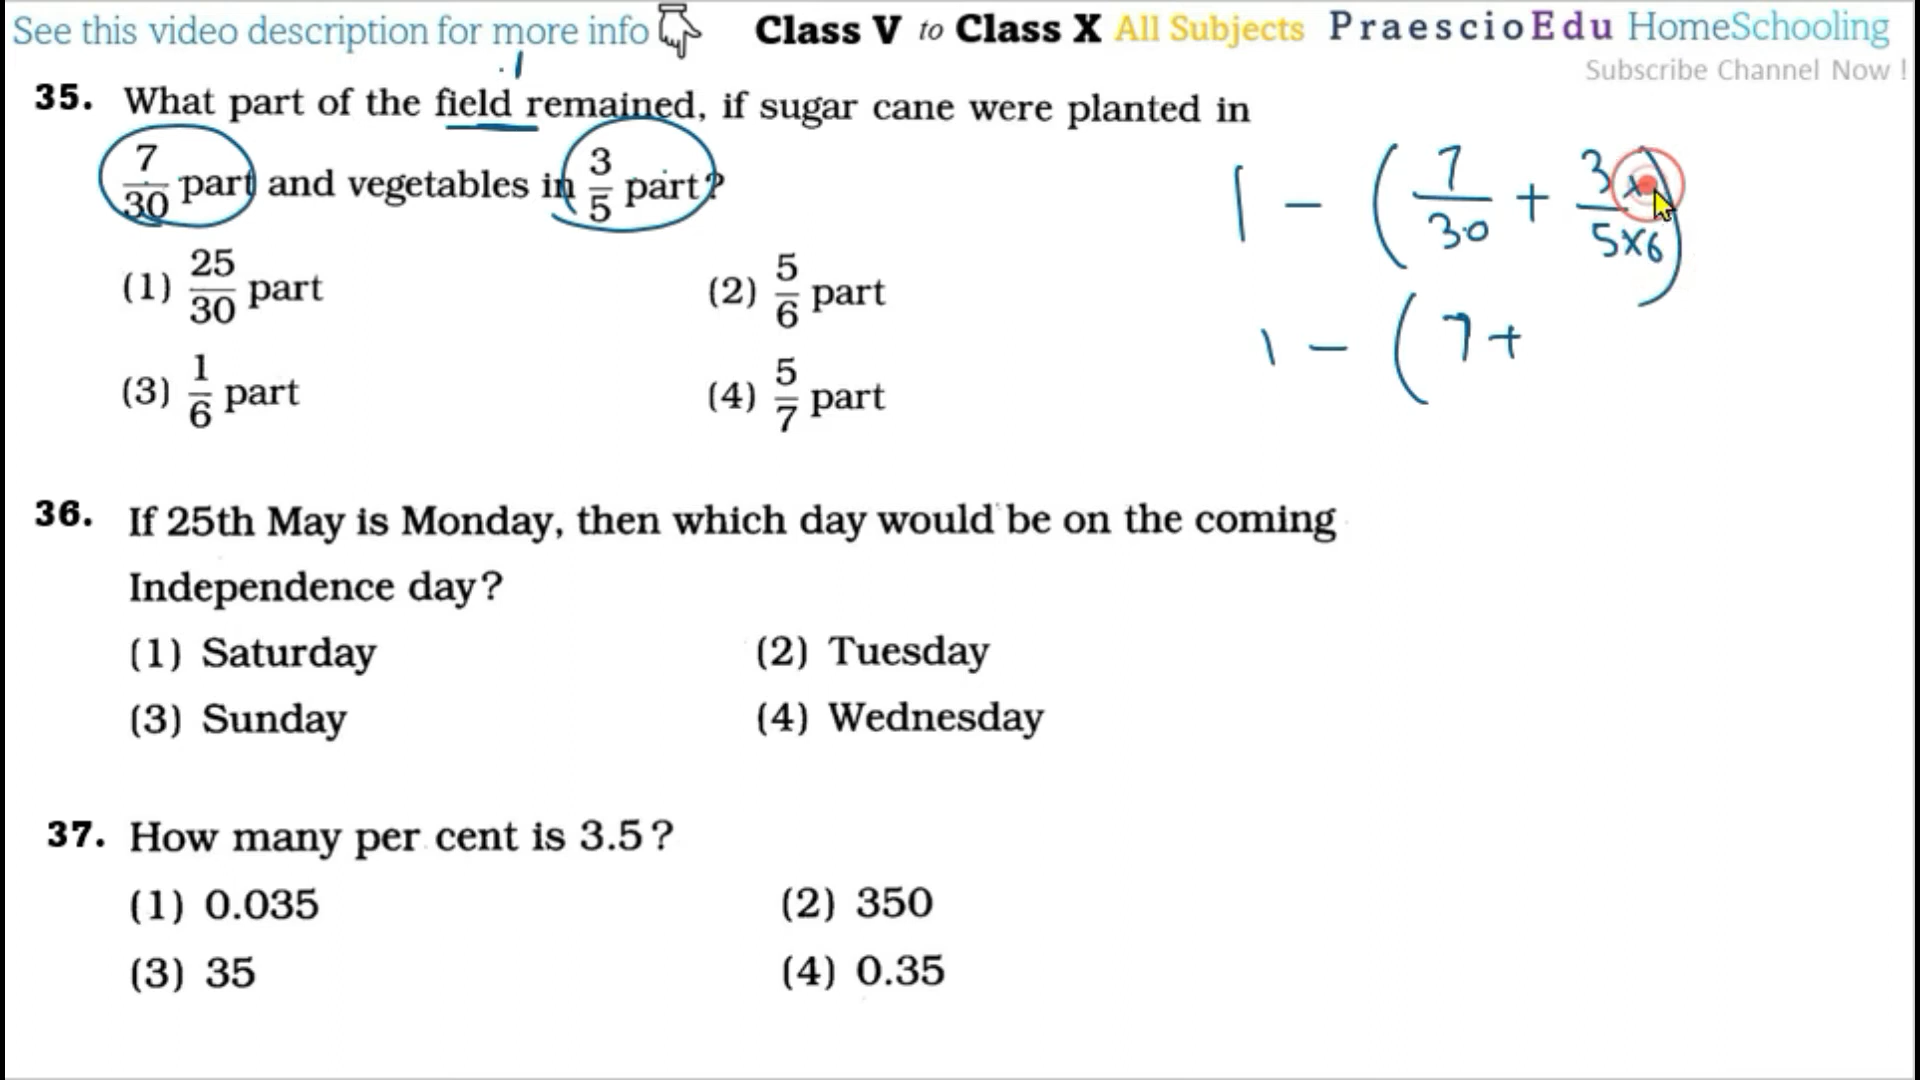 See this video description for more info Class V to Class X All Subjects PraescioEdu HomeSchooling
Subscribe Channel Now !
35. What part of the field remained, if sugar cane were planted in
7/30 part and vegetables in 3/5 part?
(1) 25/30 part (2) 5/6 part
(3) 1/6 part (4) 5/7 part
1 - ( 7/30 + 3×/5×6 )
1 - ( 7 +
36. If 25th May is Monday, then which day would be on the coming
Independence day?
(1) Saturday (2) Tuesday
(3) Sunday (4) Wednesday
37. How many per cent is 3.5?
(1) 0.035 (2) 350
(3) 35 (4) 0.35